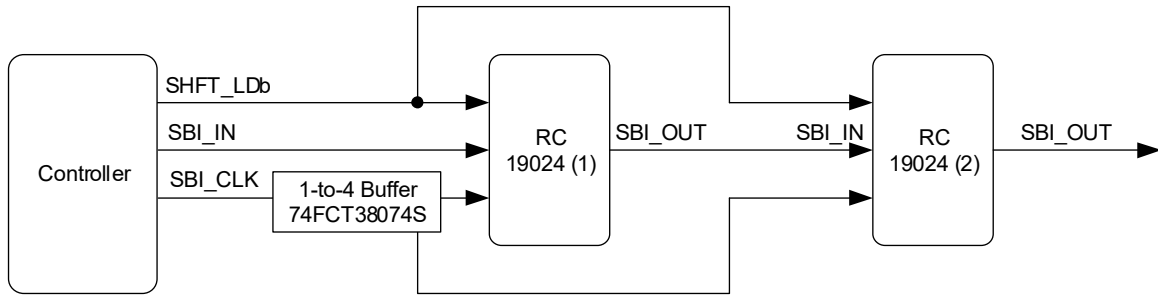 SHFT_LDb
SBI_IN
SBI_CLK
Controller
1-to-4 Buffer
74FCT38074S
RC
19024 (1)
SBI_OUT
SBI_IN
RC
19024 (2)
SBI_OUT